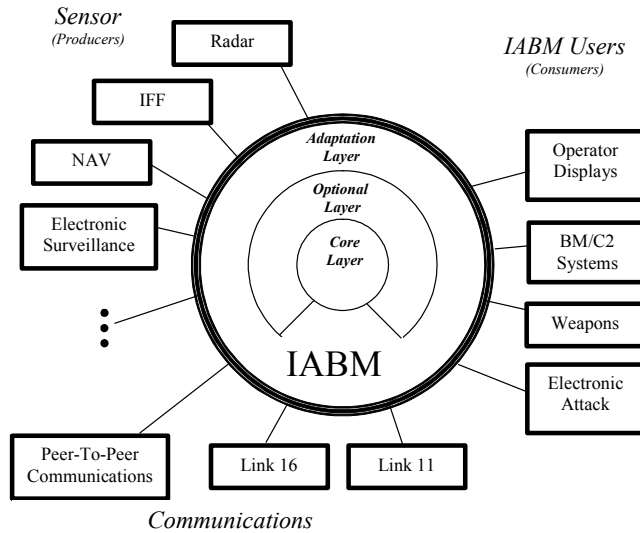 Sensor
(Producers)
Radar
IFF
NAV
Electronic
Surveillance
IABM Users
(Consumers)
Operator
Displays
BM/C2
Systems
Weapons
Electronic
Attack
Adaptation
Layer
Optional
Layer
Core
Layer
IABM
Peer-To-Peer
Communications
Link 16
Link 11
Communications